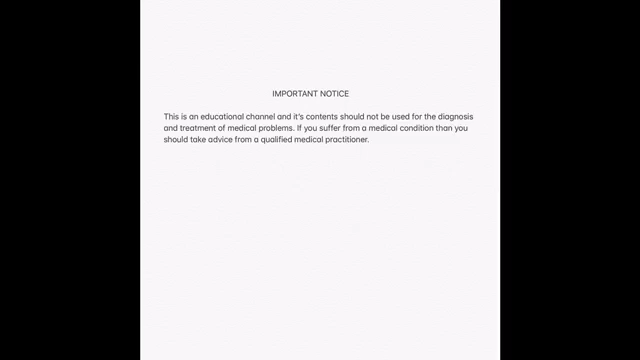 IMPORTANT NOTICE
This is an educational channel and it's contents should not be used for the diagnosis
and treatment of medical problems. If you suffer from a medical condition than you
should take advice from a qualified medical practitioner.